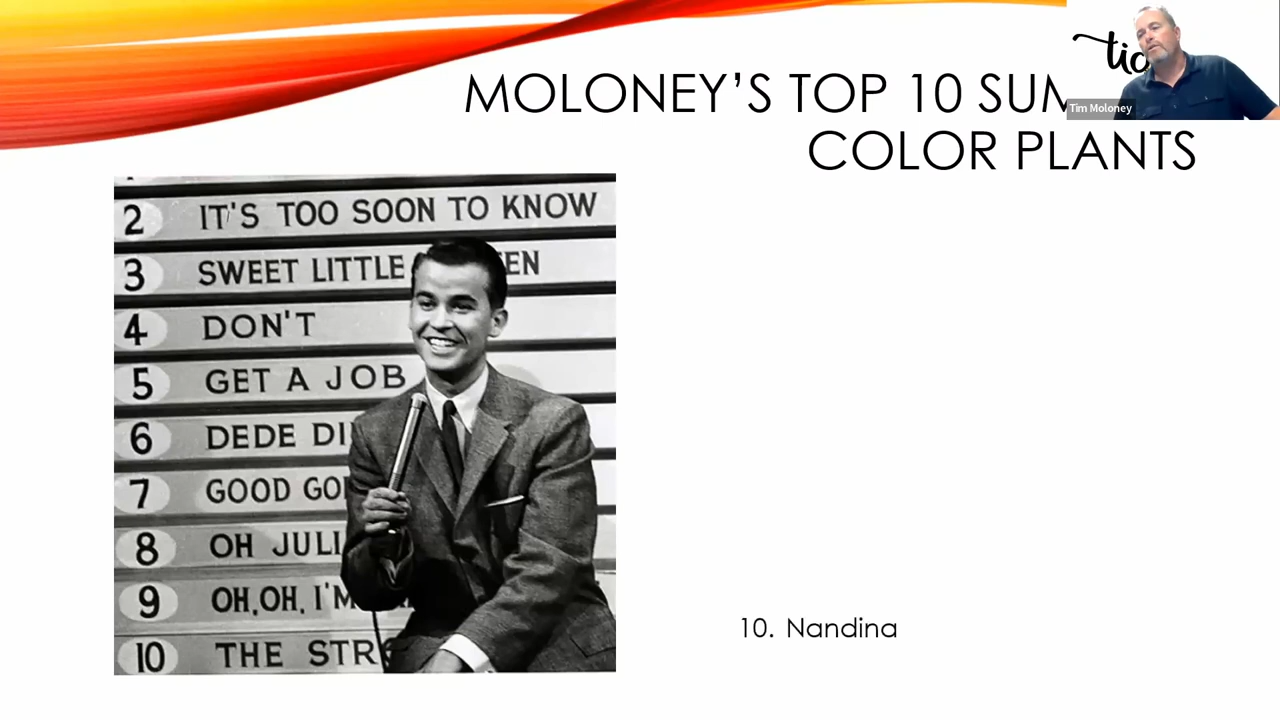 MOLONEY'S TOP 10
COLOR PLANTS
Tim Moloney
2 IT'S TOO SOON TO KNOW
3 SWEET LITTLE
4 DON'T
5 GET A JOB
6 DEDE
7 GOOD
8 OH
9 OH,OH, I'M
10 THE
10. Nandina